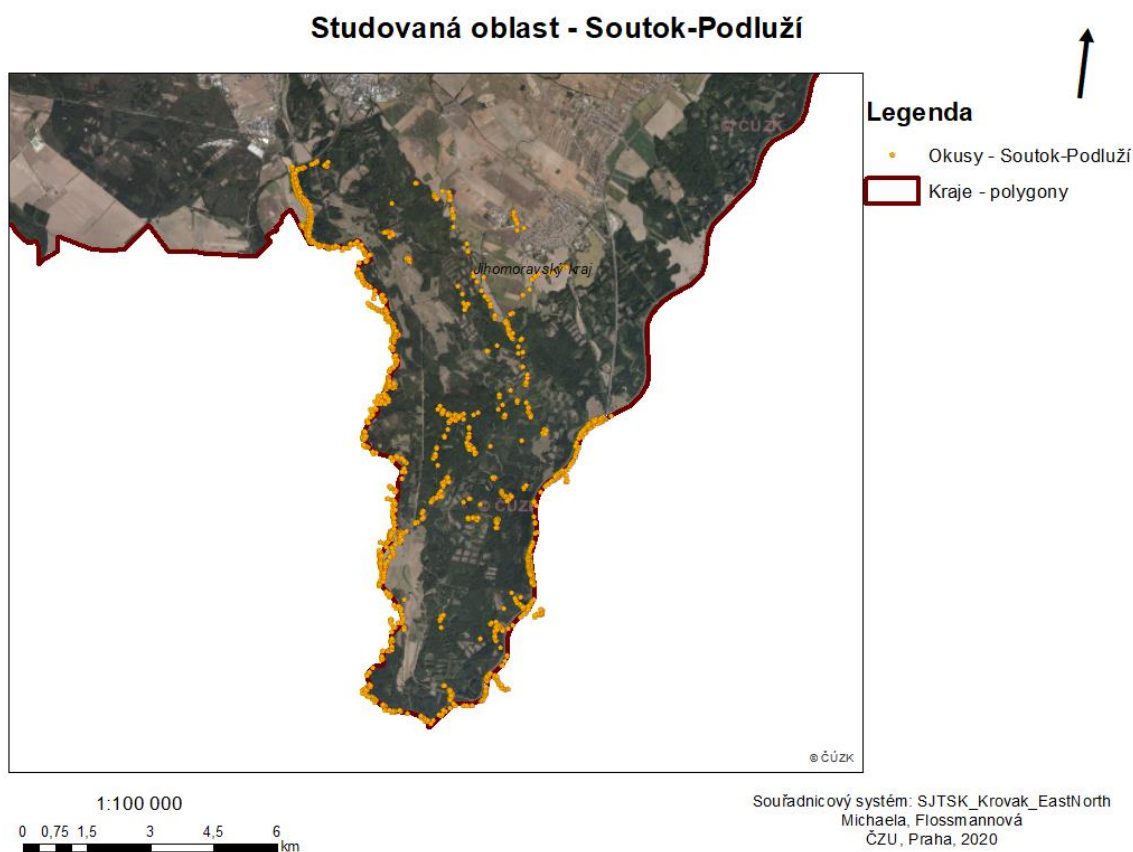 Studovaná oblast - Soutok-Podluží
© ČÚZK
Legenda
Okusy - Soutok-Podluží
Kraje - polygony
Jihomoravský kraj
© ČÚZK
© ČÚZK
1:100 000
0 0,75 1,5 3 4,5 6
km
Souřadnicový systém: SJTSK_Krovak_EastNorth
Michaela, Flossmannová
ČZU, Praha, 2020